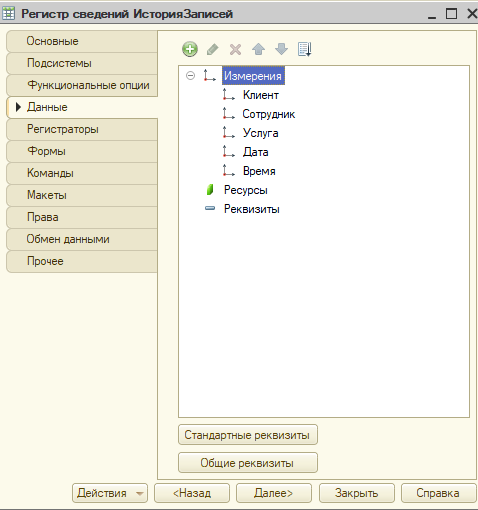 Регистр сведений ИсторияЗаписей
Основные
Подсистемы
Функциональные опции
Данные
Регистраторы
Формы
Команды
Макеты
Права
Обмен данными
Прочее
Измерения
Клиент
Сотрудник
Услуга
Дата
Время
Ресурсы
Реквизиты
Стандартные реквизиты
Общие реквизиты
Действия <Назад Далее> Закрыть Справка